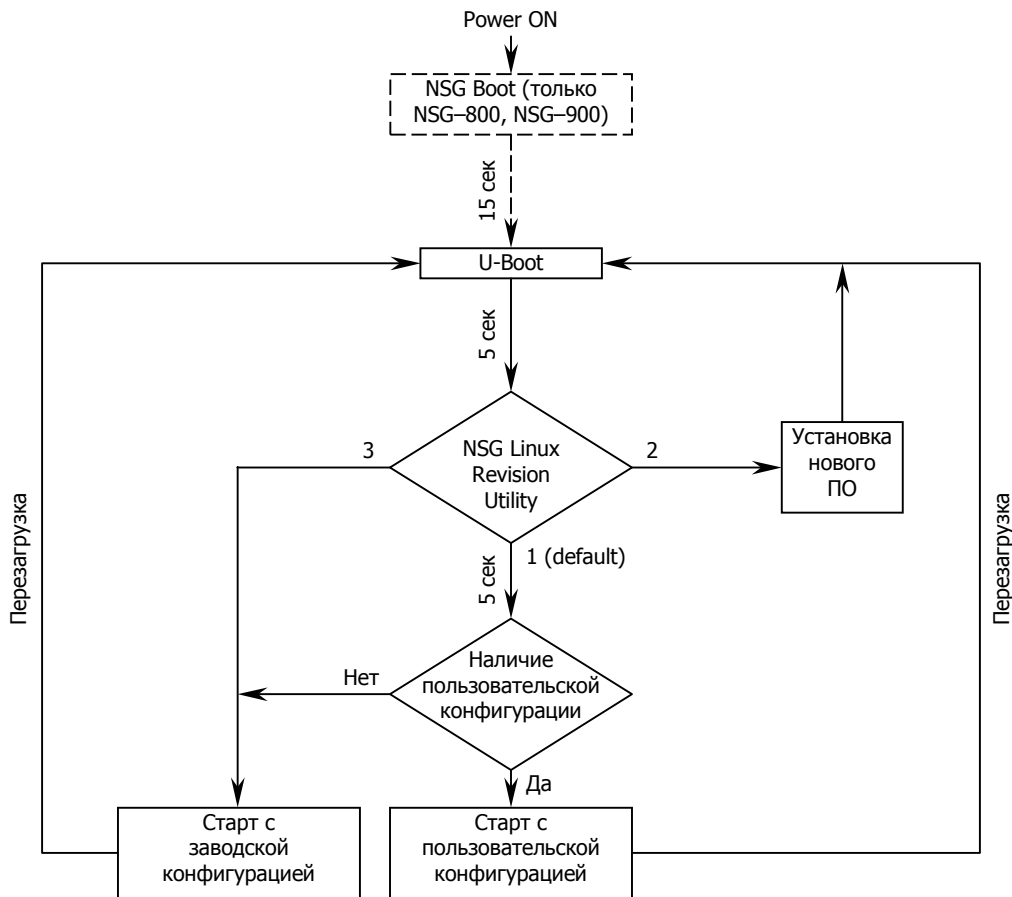 Power ON
NSG Boot (только
NSG–800, NSG–900)
15 сек
U-Boot
5 сек
3
NSG Linux
Revision
Utility
2
Установка
нового
ПО
Перезагрузка
Перезагрузка
1 (default)
5 сек
Нет
Наличие
пользовательской
конфигурации
Да
Старт с
заводской
конфигурацией
Старт с
пользовательской
конфигурацией